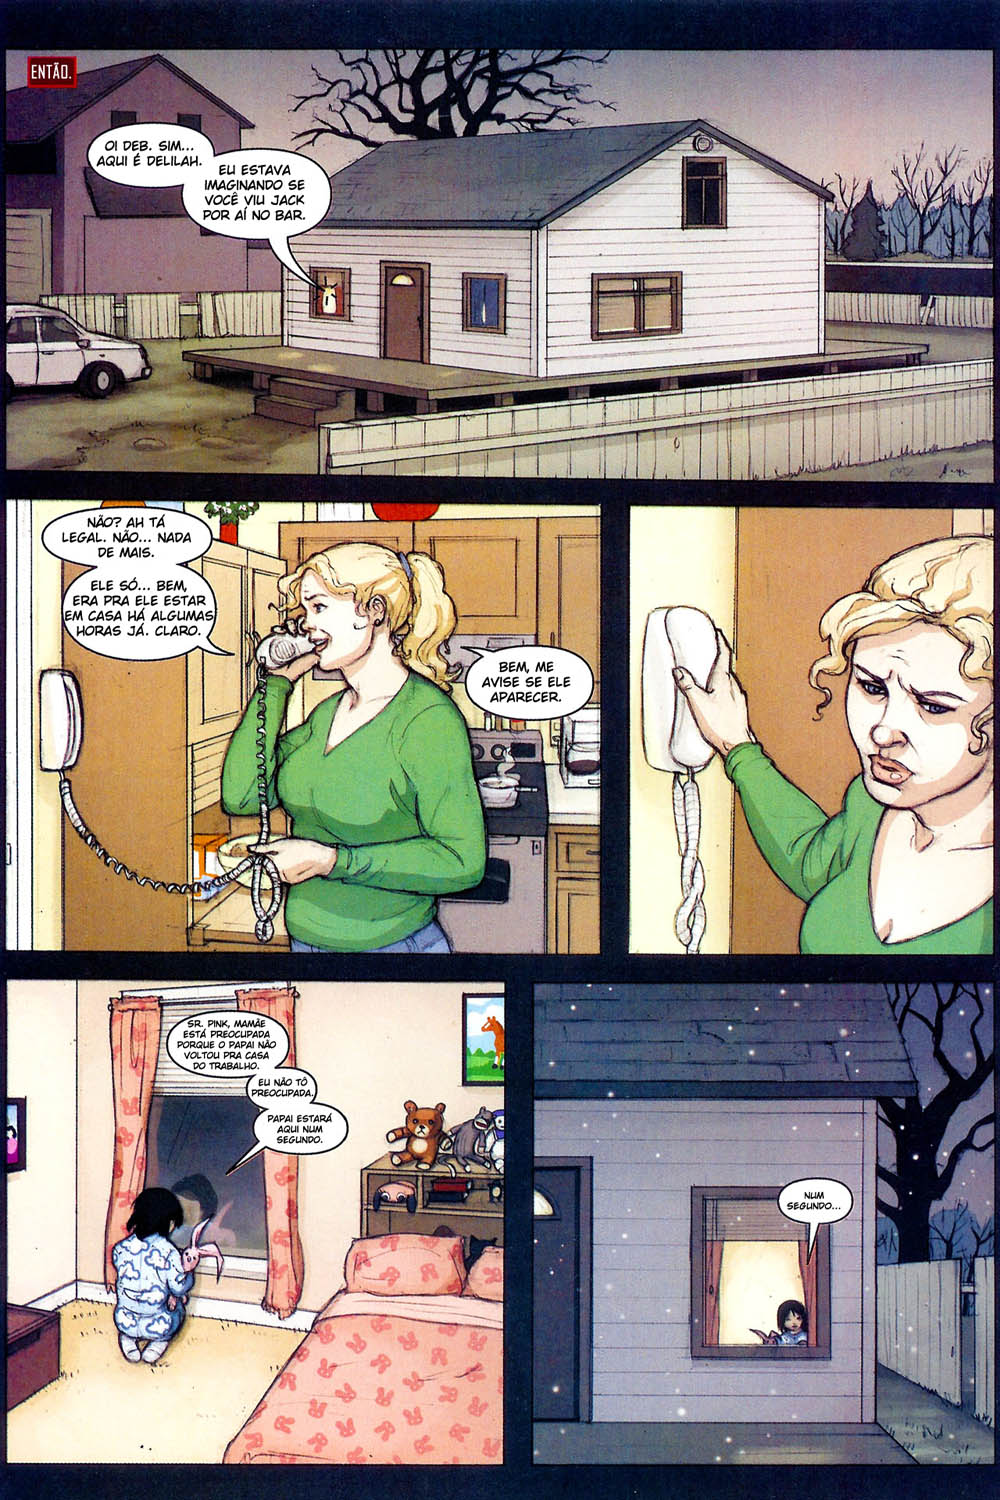 ENTÃO.
OI DEB. SIM...
AQUI É DELILAH.
EU ESTAVA
IMAGINANDO SE
VOCÊ VIU JACK
POR AÍ NO BAR.
NÃO? AH TÁ
LEGAL. NÃO... NADA
DE MAIS.
ELE SÓ... BEM,
ERA PRA ELE ESTAR
EM CASA HÁ ALGUMAS
HORAS JÁ. CLARO.
BEM, ME
AVISE SE ELE
APARECER.
SR. PINK, MAMÃE
ESTÁ PREOCUPADA
PORQUE O PAPAI NÃO
VOLTOU PRA CASA
DO TRABALHO.
EU NÃO TÔ
PREOCUPADA.
PAPAI ESTARÁ
AQUI NUM
SEGUNDO.
NUM
SEGUNDO...